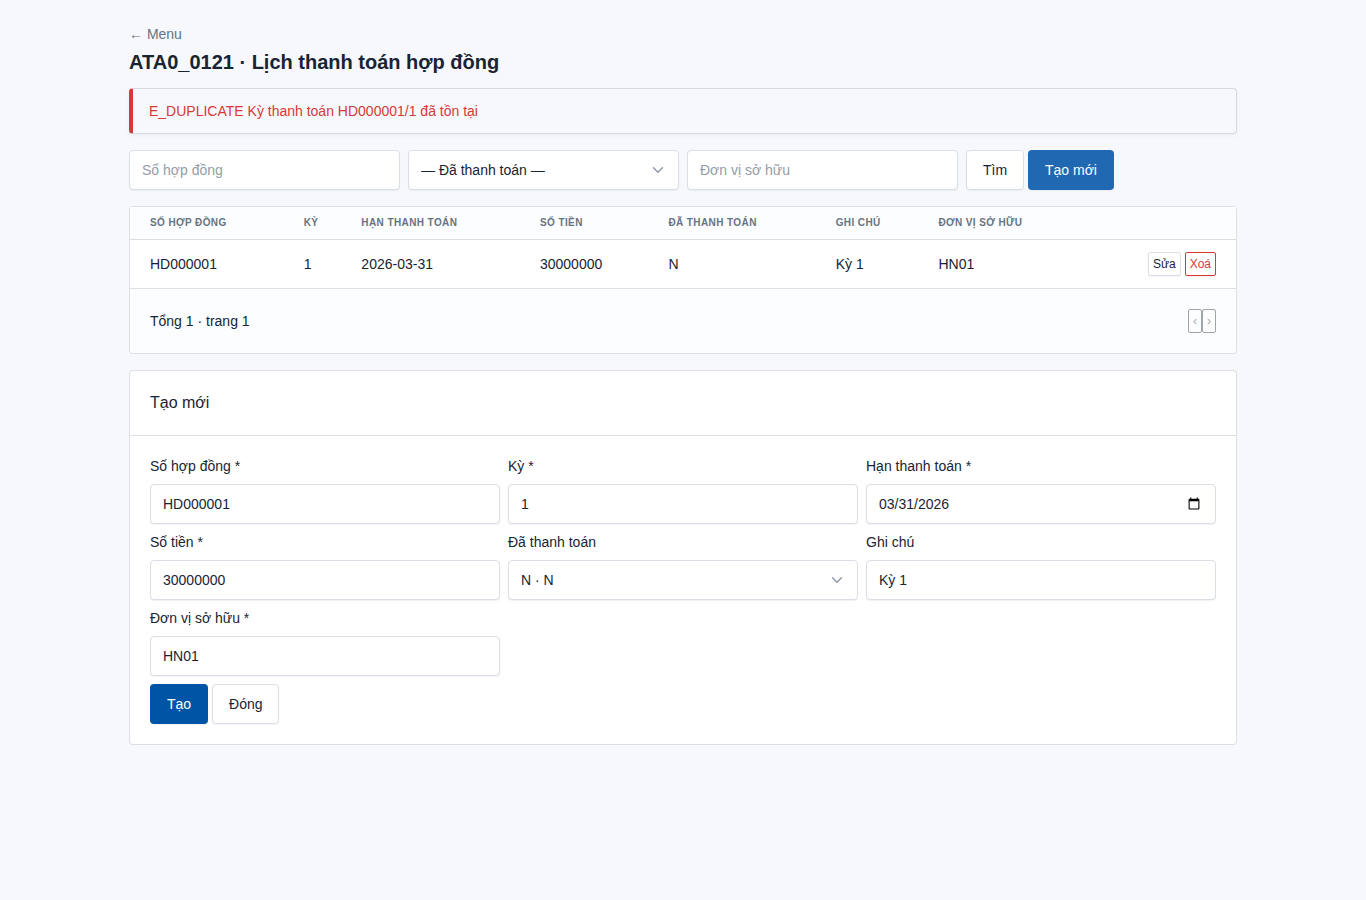 ← Menu
ATA0_0121 · Lịch thanh toán hợp đồng
E_DUPLICATE Kỳ thanh toán HD000001/1 đã tồn tại
Số hợp đồng — Đã thanh toán — Đơn vị sở hữu Tìm Tạo mới
SỐ HỢP ĐỒNG KỲ HẠN THANH TOÁN SỐ TIỀN ĐÃ THANH TOÁN GHI CHÚ ĐƠN VỊ SỞ HỮU
HD000001 1 2026-03-31 30000000 N Kỳ 1 HN01 Sửa Xoá
Tổng 1 · trang 1 ‹ ›
Tạo mới
Số hợp đồng * Kỳ * Hạn thanh toán *
HD000001 1 03/31/2026
Số tiền * Đã thanh toán Ghi chú
30000000 N · N Kỳ 1
Đơn vị sở hữu *
HN01
Tạo Đóng